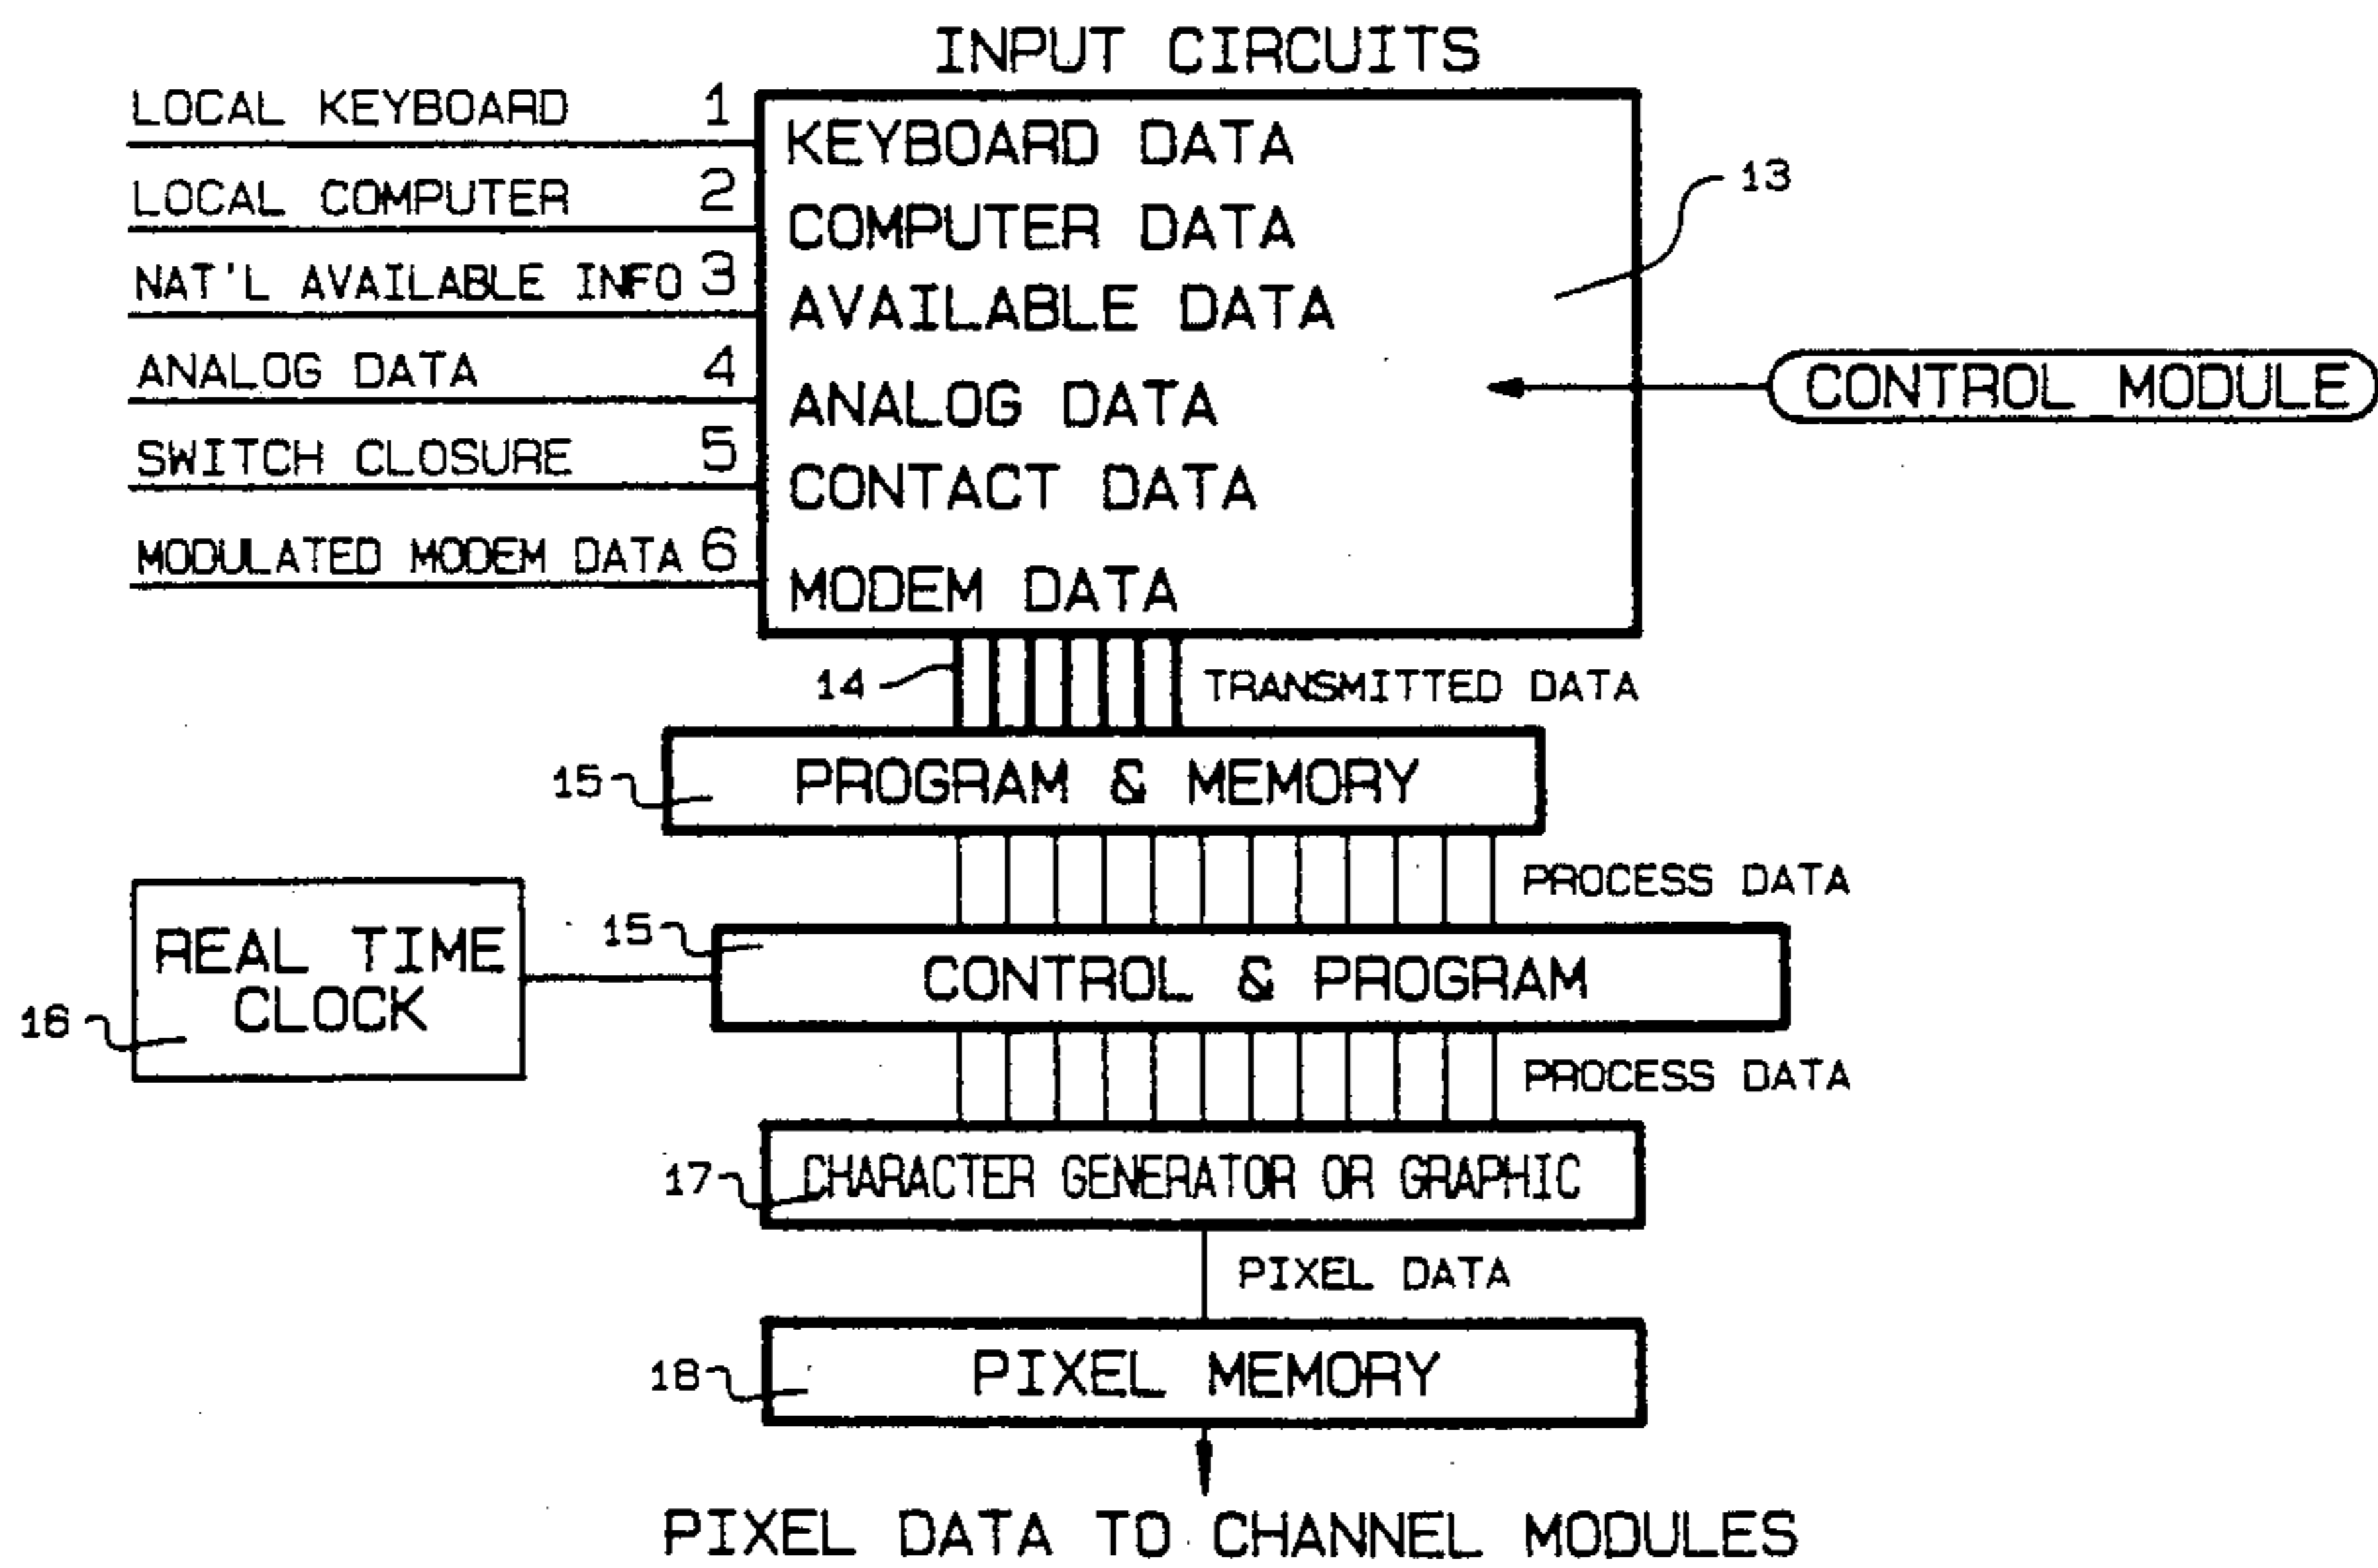 INPUT CIRCUITS
LOCAL KEYBOARD 1 KEYBOARD DATA
13
LOCAL COMPUTER 2 COMPUTER DATA
NAT'L AVAILABLE INFO 3 AVAILABLE DATA
ANALOG DATA 4 ANALOG DATA
CONTROL MODULE
SWITCH CLOSURE 5 CONTACT DATA
MODULATED MODEM DATA 6 MODEM DATA
14 TRANSMITTED DATA
15 PROGRAM & MEMORY
PROCESS DATA
REAL TIME
CLOCK
16
15 CONTROL & PROGRAM
PROCESS DATA
17 CHARACTER GENERATOR OR GRAPHIC
PIXEL DATA
18 PIXEL MEMORY
PIXEL DATA TO CHANNEL MODULES